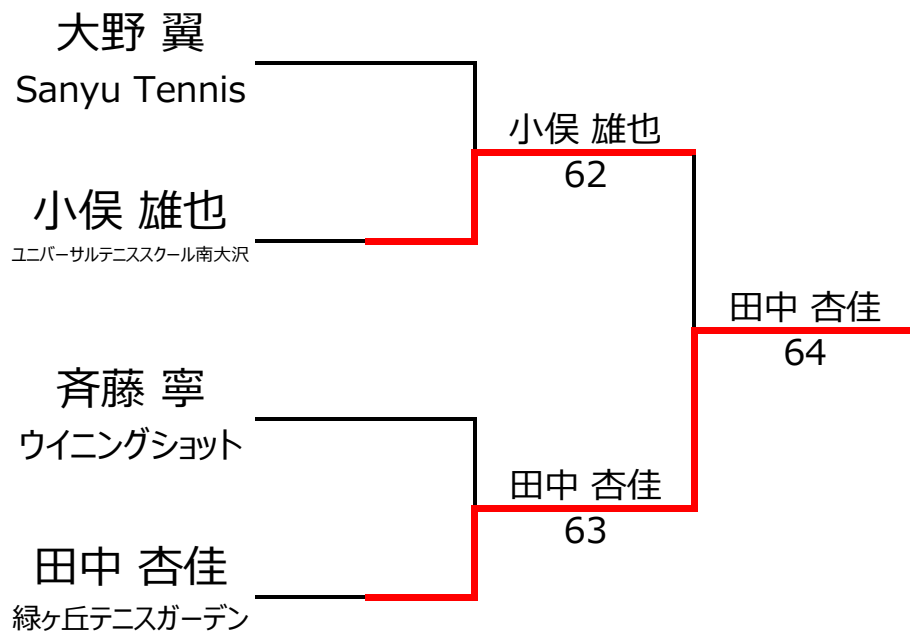 大野 翼
Sanyu Tennis
小俣 雄也
62
小俣 雄也
ユニバーサルテニススクール南大沢
田中 杏佳
64
斉藤 寧
ウイニングショット
田中 杏佳
63
田中 杏佳
緑ヶ丘テニスガーデン